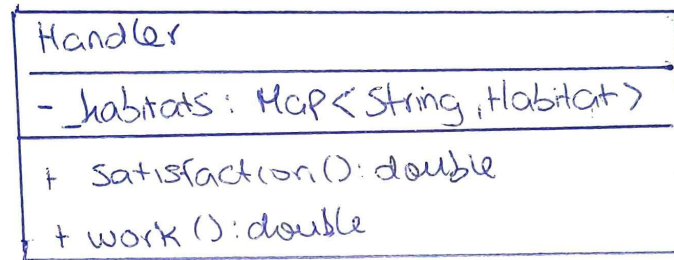 Handler
- _habitats: Map<String, Habitat>
+ satisfaction(): double
+ work(): double